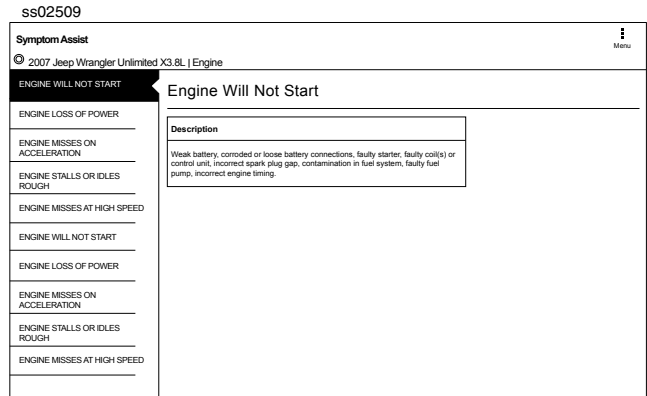 ss02509
Symptom Assist
Menu
2007 Jeep Wrangler Unlimited X3.8L | Engine
ENGINE WILL NOT START
ENGINE LOSS OF POWER
ENGINE MISSES ON
ACCELERATION
ENGINE STALLS OR IDLES
ROUGH
ENGINE MISSES AT HIGH SPEED
ENGINE WILL NOT START
ENGINE LOSS OF POWER
ENGINE MISSES ON
ACCELERATION
ENGINE STALLS OR IDLES
ROUGH
ENGINE MISSES AT HIGH SPEED
Engine Will Not Start
Description
Weak battery, corroded or loose battery connections, faulty starter, faulty coil(s) or
control unit, incorrect spark plug gap, contamination in fuel system, faulty fuel
pump, incorrect engine timing.